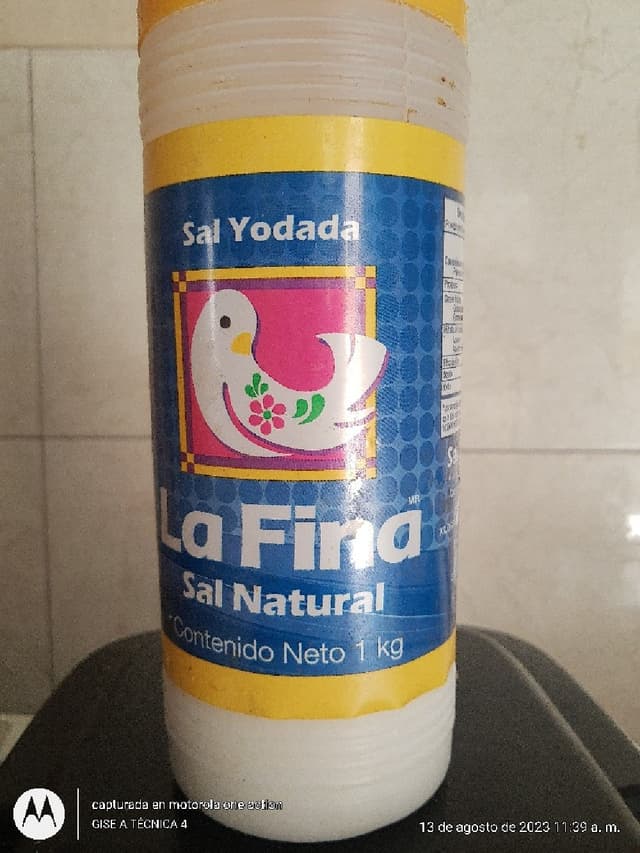 Sal Yodada
La Fina
MR
Sal Natural
Contenido Neto 1 kg
capturada en motorola one action
GISE A TÉCNICA 4
13 de agosto de 2023 11:39 a. m.